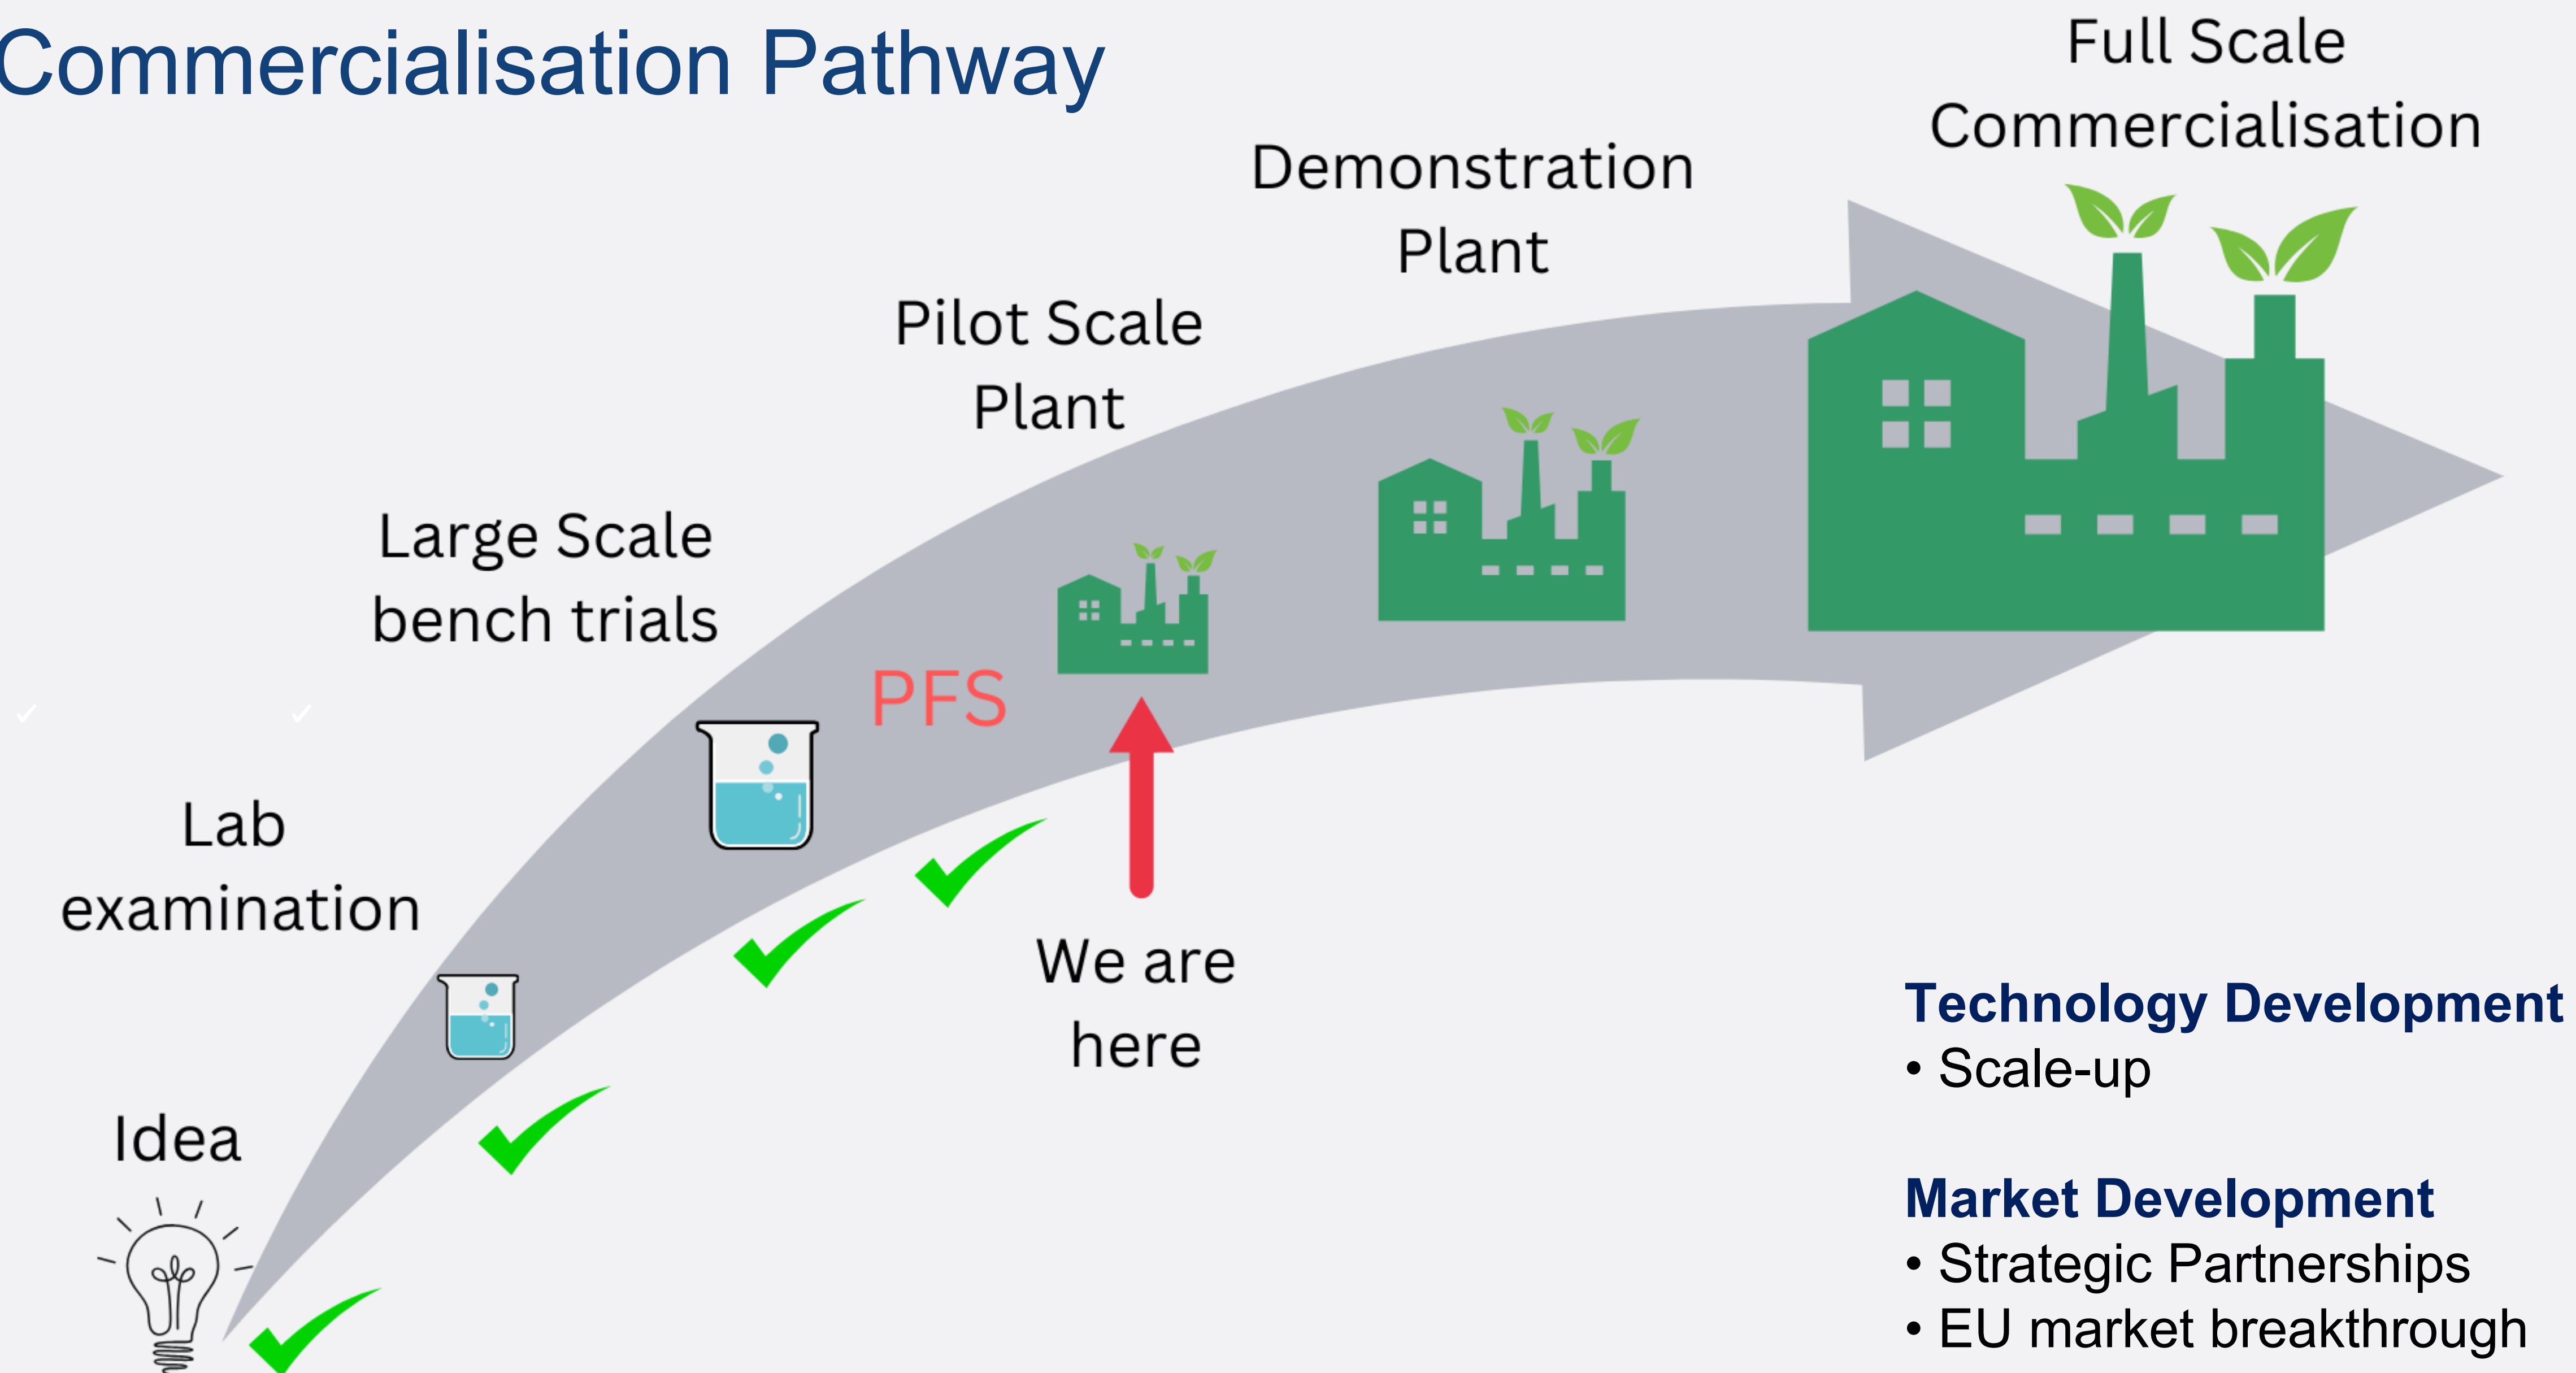 Commercialisation Pathway
Full Scale
Commercialisation
Demonstration
Plant
Pilot Scale
Plant
Large Scale
bench trials
PFS
Lab
examination
We are
here
Idea
Technology Development
• Scale-up
Market Development
• Strategic Partnerships
• EU market breakthrough